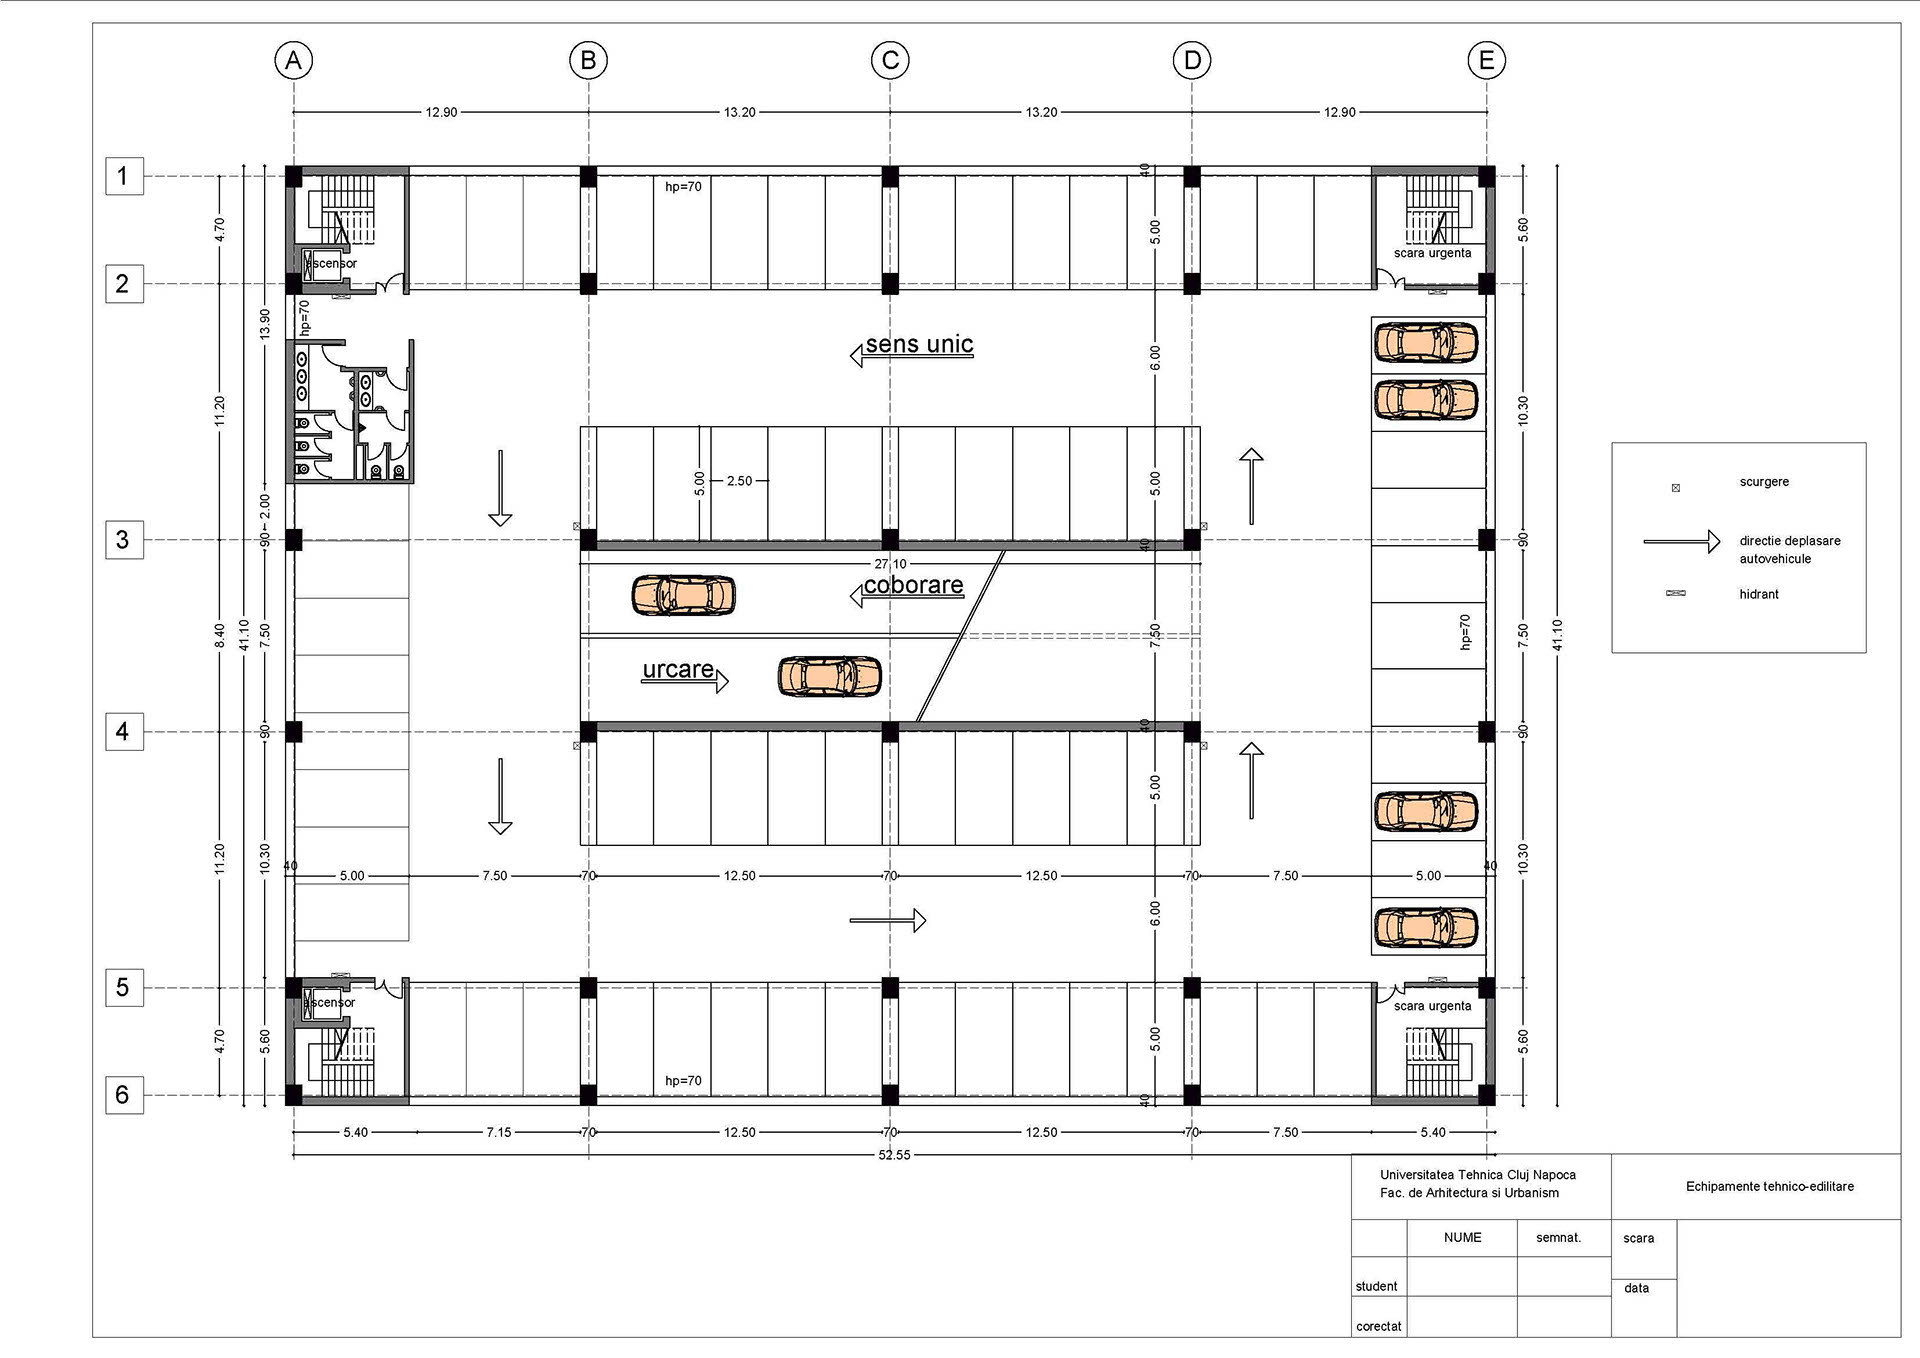 A
B
C
D
E
12.90
13.20
13.20
12.90
1
2
3
4
5
6
4.70
11.20
8.40
11.20
4.70
41.10
13.90
2.00
90
7.50
90
10.30
5.60
hp=70
40
5.00
5.60
ascensor
scara urgenta
hp=70
sens unic
6.00
10.30
5.00
2.50
5.00
90
40
27.10
coborare
urcare
7.50
hp=70
7.50
41.10
40
90
5.00
10.30
40
5.00
7.50
70
12.50
70
12.50
70
7.50
5.00
40
6.00
ascensor
scara urgenta
5.00
5.60
hp=70
40
5.40
7.15
70
12.50
70
12.50
70
7.50
5.40
52.55
scurgere
directie deplasare
autovehicule
hidrant
Universitatea Tehnica Cluj Napoca
Fac. de Arhitectura si Urbanism
Echipamente tehnico-edilitare
NUME
semnat.
scara
student
data
corectat